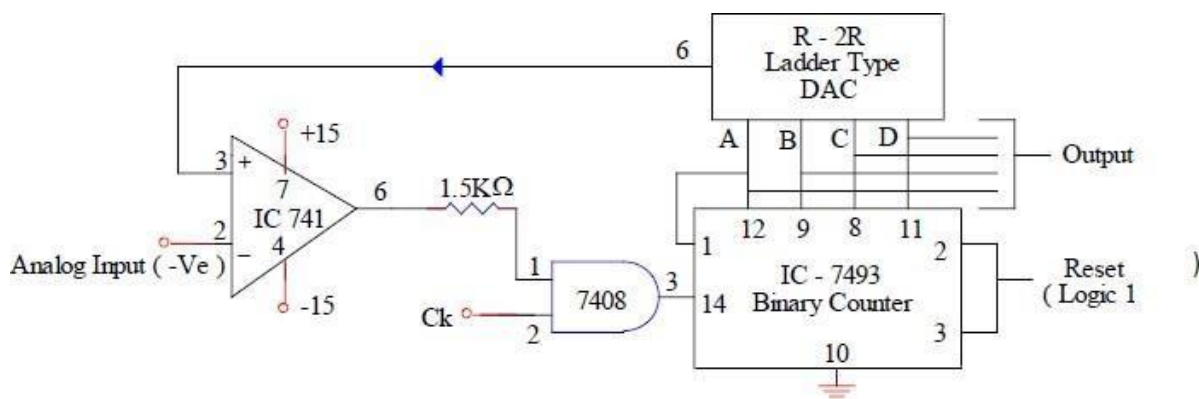 R - 2R
Ladder Type
DAC
6
A
B
C
D
Output
+15
3
+
7
IC 741
6
1.5KΩ
2
4
−
Analog Input ( -Ve )
-15
1
7408
3
Ck
2
12
9
8
11
1
2
IC - 7493
Binary Counter
14
3
10
Reset
( Logic 1 )